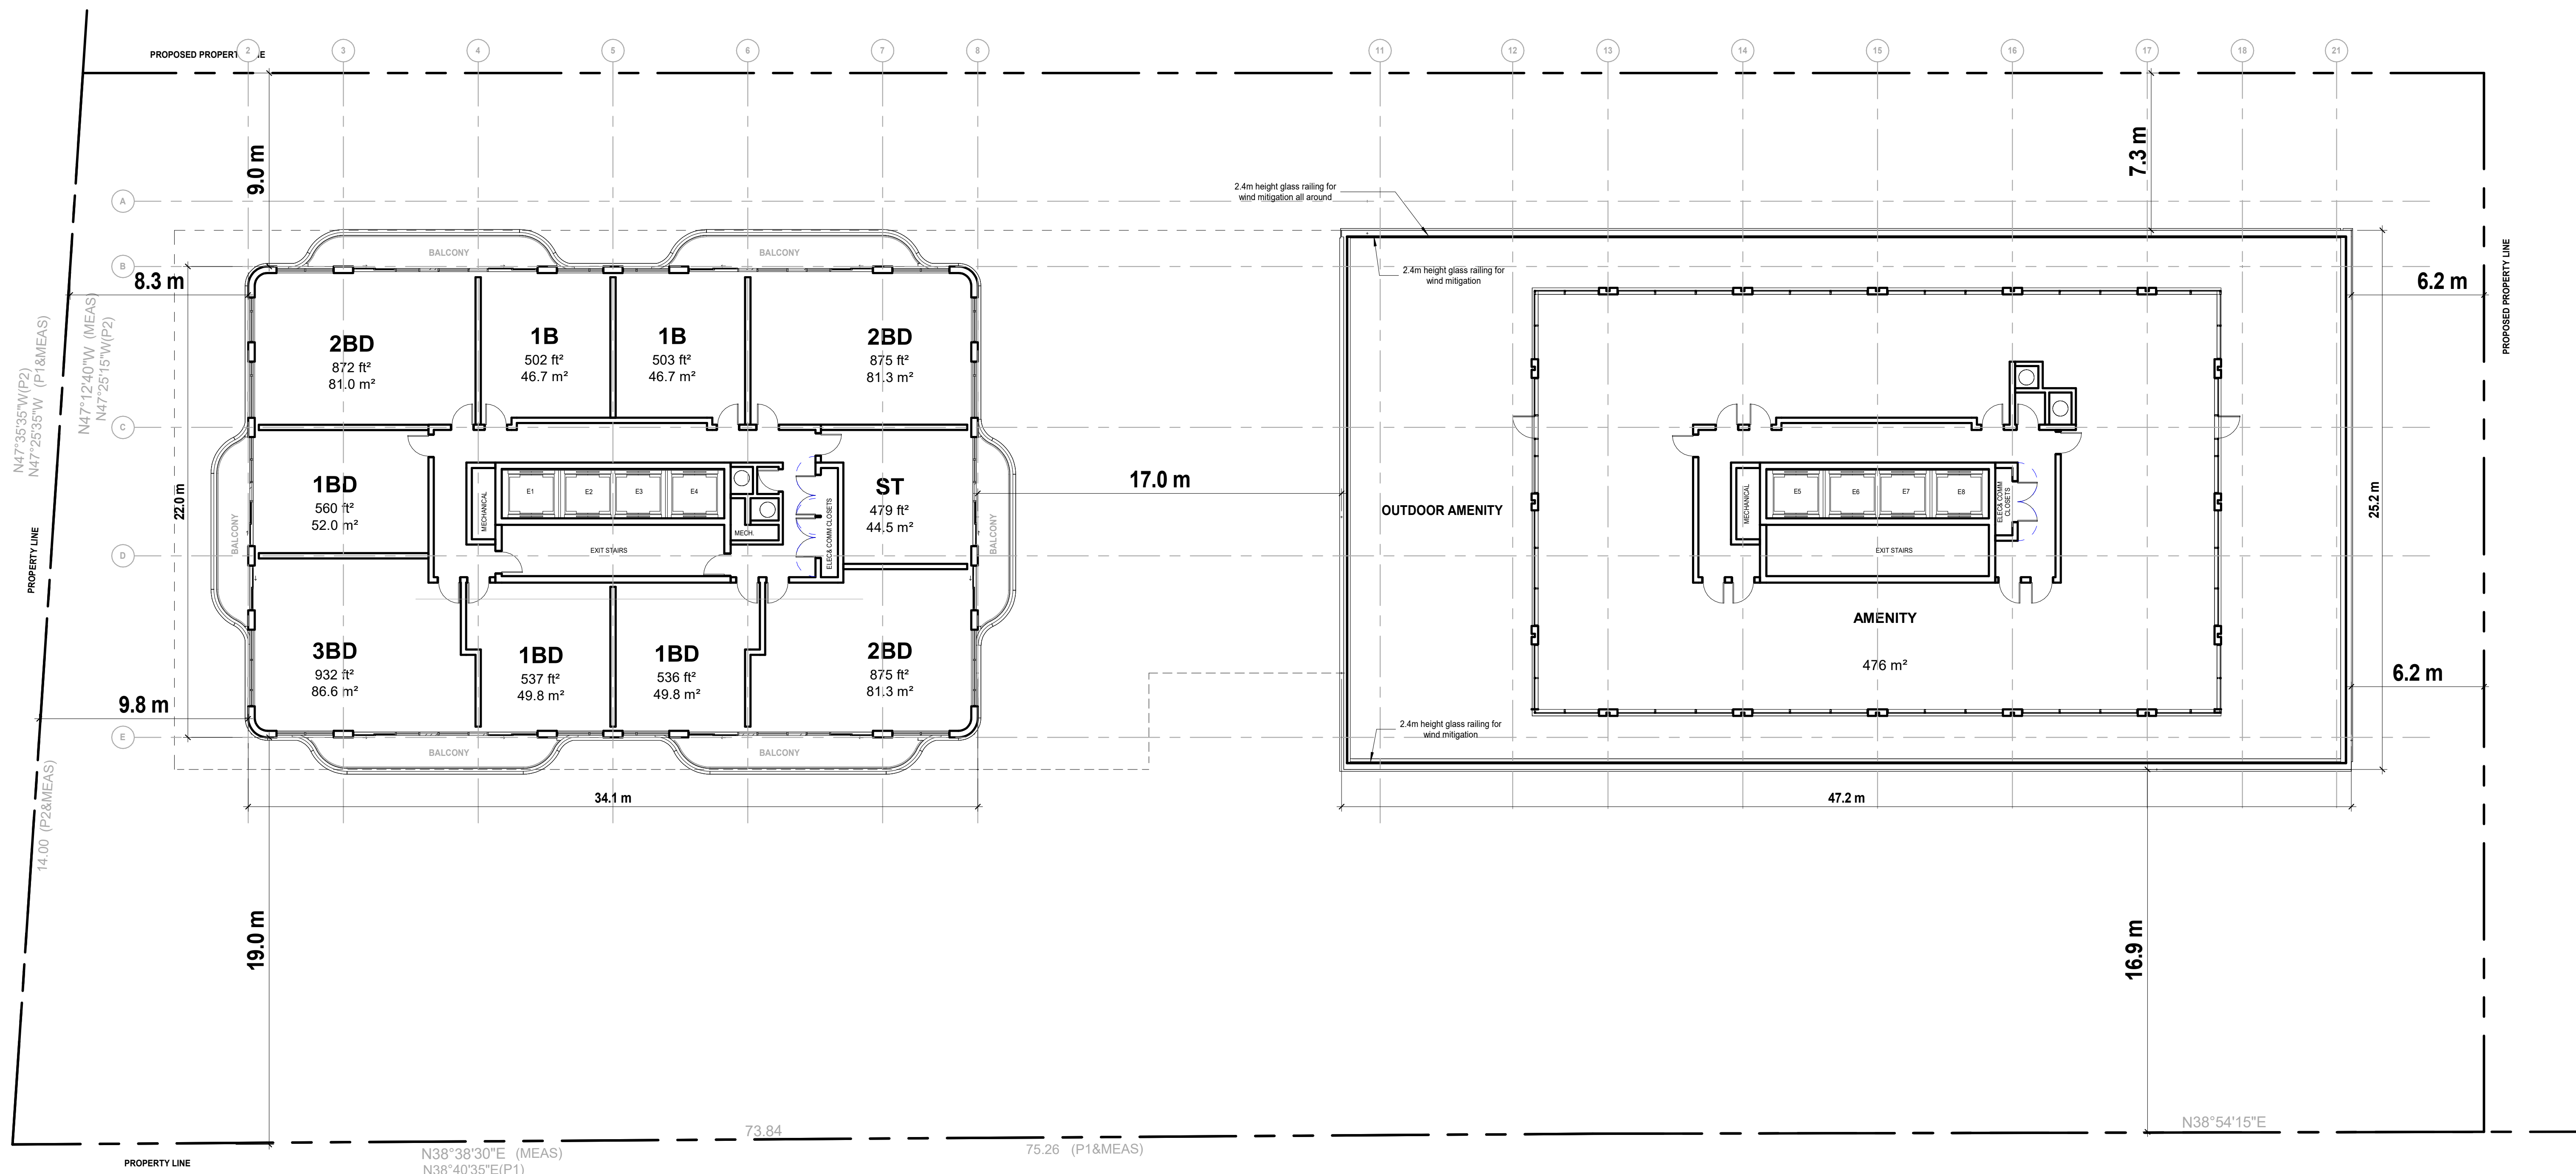 PROPOSED PROPERTY LINE
2
3
4
5
6
7
8
11
12
13
14
15
16
17
18
21
9.0 m
7.3 m
A
B
C
D
E
2.4m height glass railing for
wind mitigation all around
2.4m height glass railing for
wind mitigation
8.3 m
6.2 m
PROPOSED PROPERTY LINE
BALCONY
BALCONY
2BD
872 ft²
81.0 m²
1B
502 ft²
46.7 m²
1B
503 ft²
46.7 m²
2BD
875 ft²
81.3 m²
N47°35'35"W(P2)
N47°25'35"W (P1&MEAS)
N47°12'40"W (MEAS)
N47°25'15"W(P2)
PROPERTY LINE
22.0 m
BALCONY
1BD
560 ft²
52.0 m²
MECHANICAL
E1
E2
E3
E4
MECH.
EXIT STAIRS
ELEC& COMM CLOSETS
ST
479 ft²
44.5 m²
BALCONY
17.0 m
OUTDOOR AMENITY
MECHANICAL
E5
E6
E7
E8
ELEC& COMM
CLOSETS
EXIT STAIRS
25.2 m
AMENITY
476 m²
3BD
932 ft²
86.6 m²
1BD
537 ft²
49.8 m²
1BD
536 ft²
49.8 m²
2BD
875 ft²
81.3 m²
9.8 m
6.2 m
2.4m height glass railing for
wind mitigation
BALCONY
BALCONY
34.1 m
47.2 m
14.00 (P2&MEAS)
19.0 m
16.9 m
73.84
N38°54'15"E
N38°38'30"E (MEAS)
75.26 (P1&MEAS)
PROPERTY LINE
N38°40'35"E(P1)